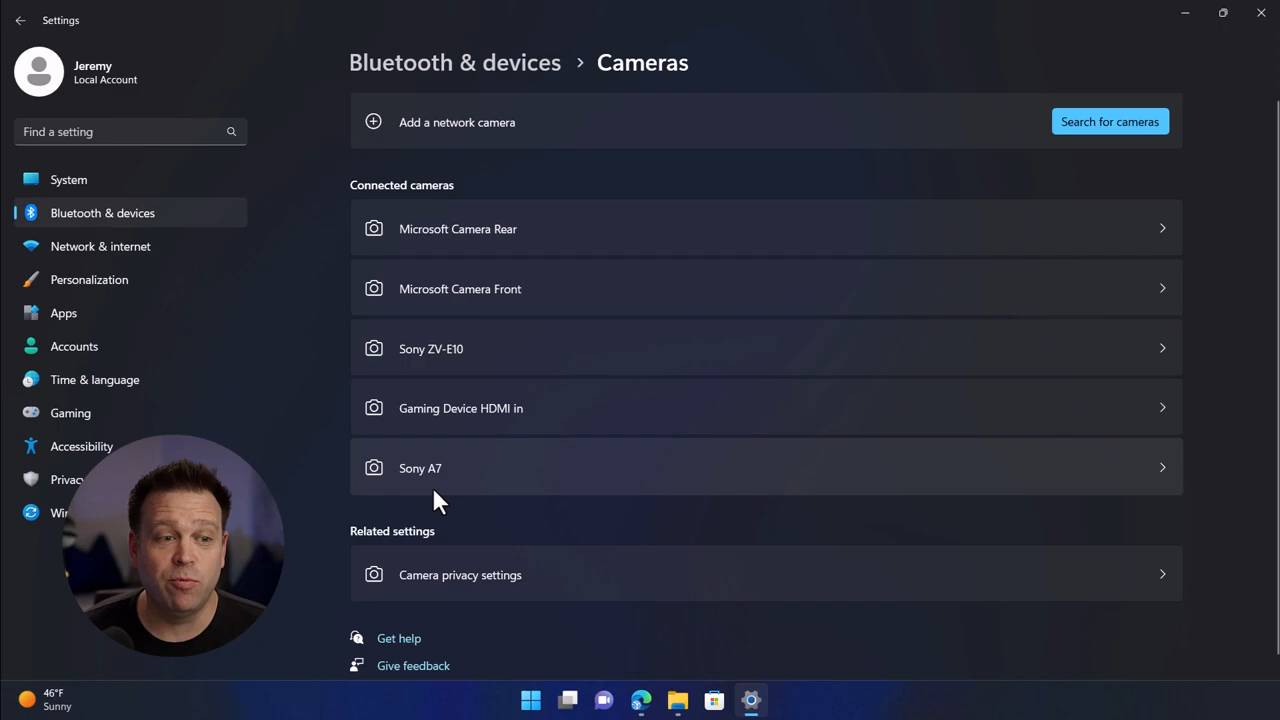 Settings
Jeremy
Local Account
Find a setting
System
Bluetooth & devices
Network & internet
Personalization
Apps
Accounts
Time & language
Gaming
Accessibility
Bluetooth & devices › Cameras
Add a network camera
Search for cameras
Connected cameras
Microsoft Camera Rear
Microsoft Camera Front
Sony ZV-E10
Gaming Device HDMI in
Sony A7
Related settings
Camera privacy settings
Get help
Give feedback
46°F
Sunny